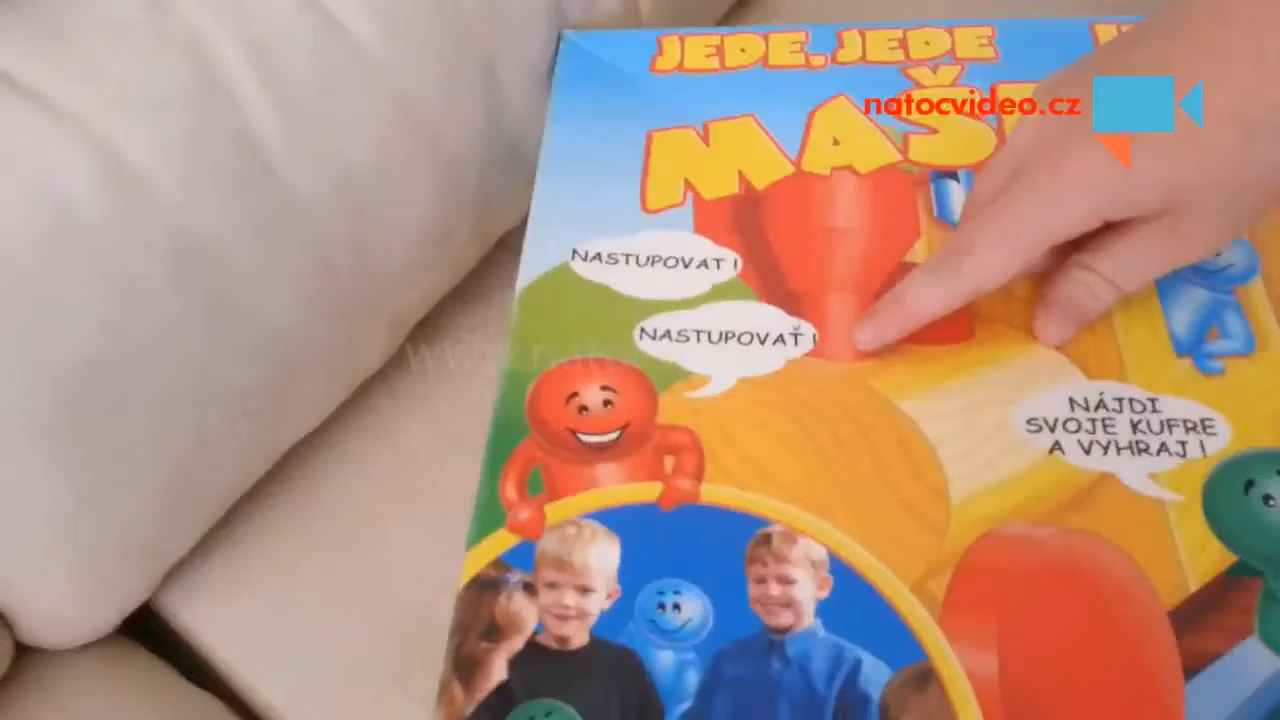 JEDE, JEDE
natocvideo.cz
NASTUPOVAT !
NASTUPOVAŤ !
NÁJDI
SVOJE KUFRE
A VYHRAJ !